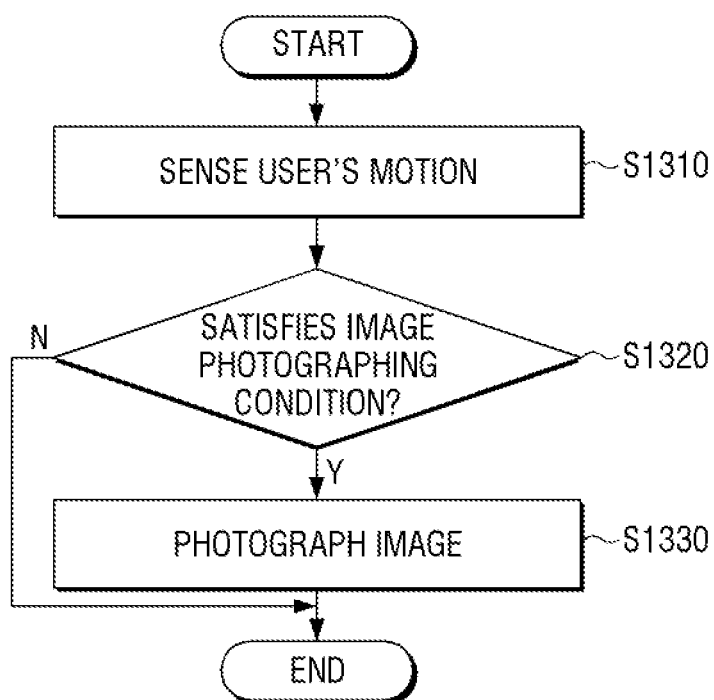 START
SENSE USER'S MOTION
S1310
N
SATISFIES IMAGE
PHOTOGRAPHING
CONDITION?
S1320
Y
PHOTOGRAPH IMAGE
S1330
END